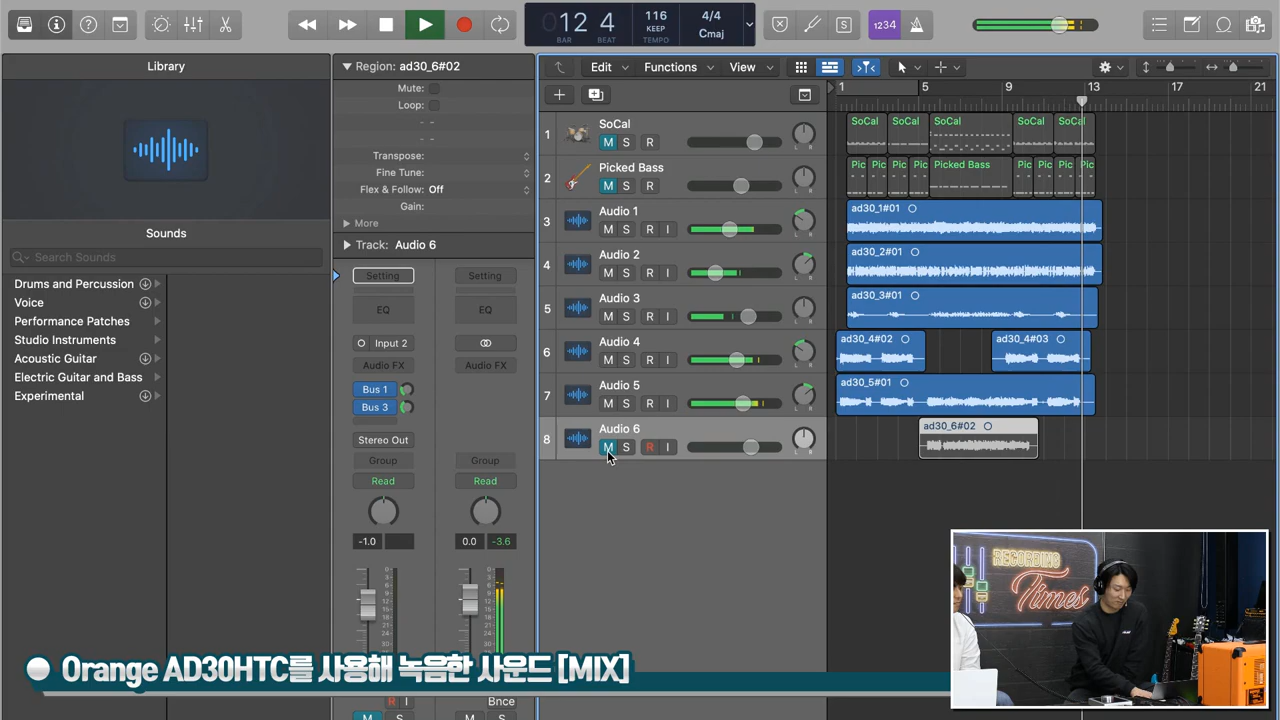 12 4
BAR BEAT
116
KEEP
TEMPO
4/4
Cmaj
S
1234
Library
Sounds
Search Sounds
Drums and Percussion
Voice
Performance Patches
Studio Instruments
Acoustic Guitar
Electric Guitar and Bass
Experimental
Region: ad30_6#02
Mute:
Loop:
Transpose:
Fine Tune:
Flex & Follow: Off
Gain:
More
Track: Audio 6
Setting Setting
EQ EQ
Input 2
Audio FX Audio FX
Bus 1
Bus 3
Stereo Out
Group Group
Read Read
-1.0 0.0 -3.6
R I Bnce
M S M S
Edit Functions View
1 5 9 13 17 21
1 SoCal
M S R
SoCal SoCal SoCal SoCal SoCal
2 Picked Bass
M S R
Pic Pic Pic Pic Picked Bass Pic Pic Pic Pic
3 Audio 1
M S R I
L R
ad30_1#01
4 Audio 2
M S R I
L R
ad30_2#01
5 Audio 3
M S R I
L R
ad30_3#01
6 Audio 4
M S R I
L R
ad30_4#02 ad30_4#03
7 Audio 5
M S R I
L R
ad30_5#01
8 Audio 6
M S R I
L R
ad30_6#02
RECORDING
Times
Orange AD30HTC를 사용해 녹음한 사운드 [MIX]